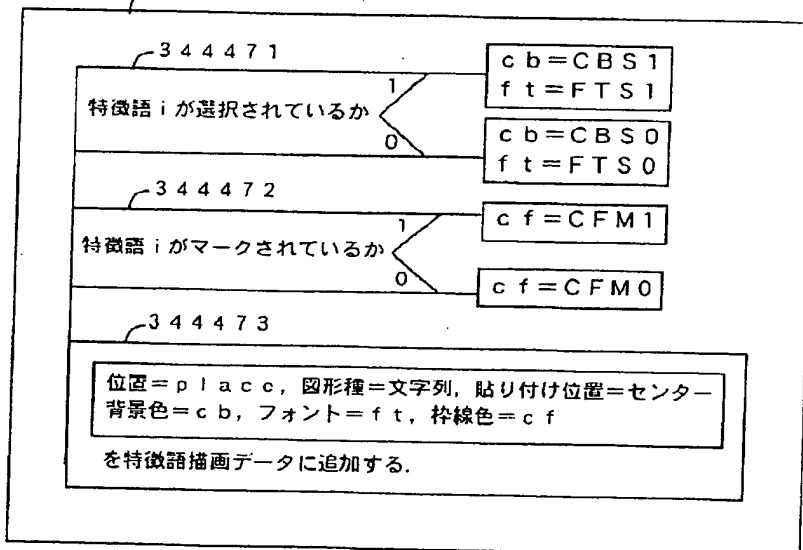 344471
特徴語iが選択されているか
1
cb=CBS1
ft=FTS1
0
cb=CBS0
ft=FTS0
344472
特徴語iがマークされているか
1
cf=CFM1
0
cf=CFM0
344473
位置=placc, 図形種=文字列, 貼り付け位置=センター
背景色=cb, フォント=ft, 枠線色=cf
を特徴語描画データに追加する.